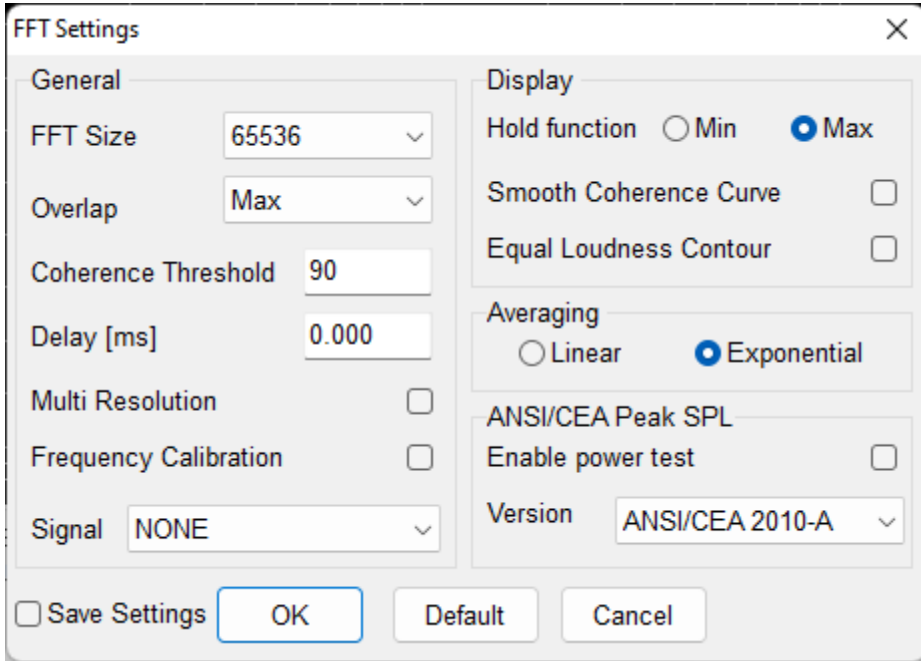 FFT Settings
General
FFT Size 65536
Overlap Max
Coherence Threshold 90
Delay [ms] 0.000
Multi Resolution
Frequency Calibration
Signal NONE
Display
Hold function Min Max
Smooth Coherence Curve
Equal Loudness Contour
Averaging
Linear Exponential
ANSI/CEA Peak SPL
Enable power test
Version ANSI/CEA 2010-A
Save Settings OK Default Cancel